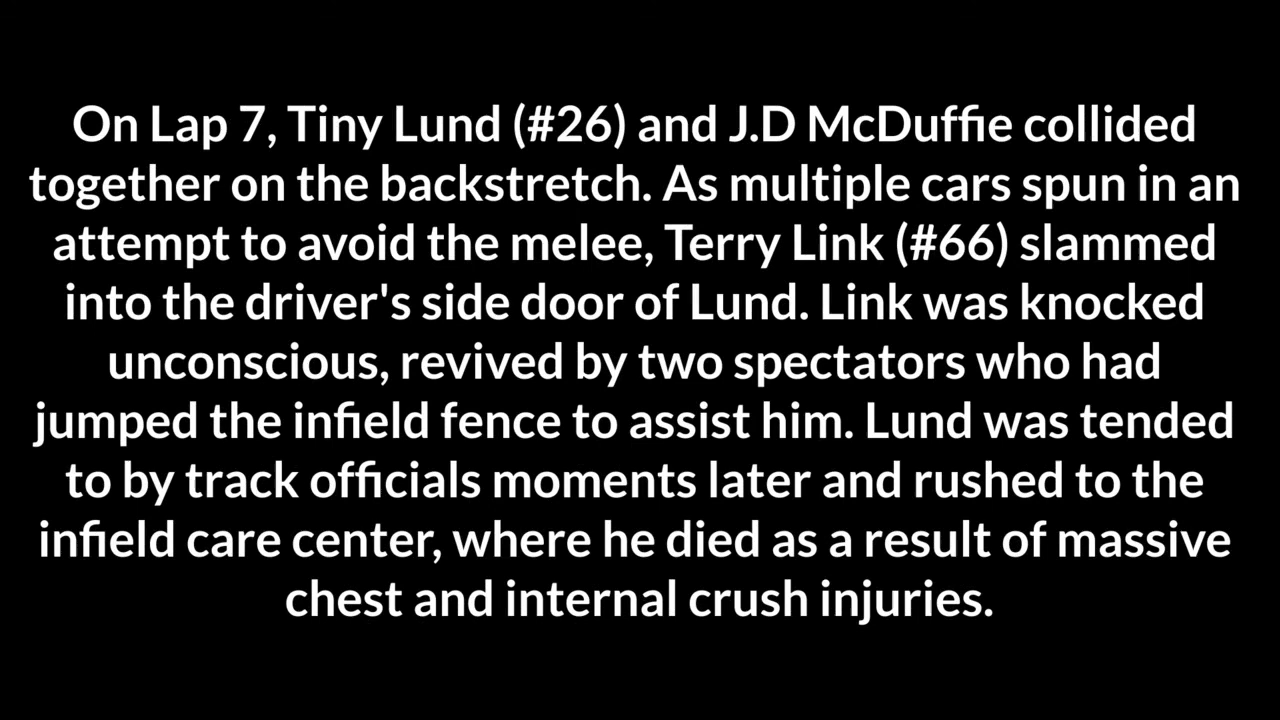 On Lap 7, Tiny Lund (#26) and J.D McDuffie collided
together on the backstretch. As multiple cars spun in an
attempt to avoid the melee, Terry Link (#66) slammed
into the driver's side door of Lund. Link was knocked
unconscious, revived by two spectators who had
jumped the infield fence to assist him. Lund was tended
to by track officials moments later and rushed to the
infield care center, where he died as a result of massive
chest and internal crush injuries.